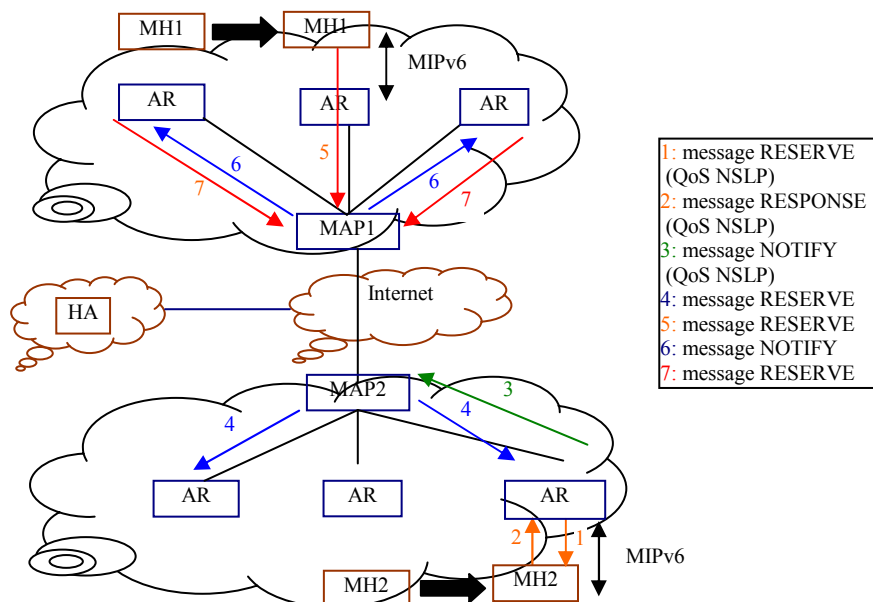 MH1
MH1
MIPv6
AR
AR
AR
5
6
6
7
7
MAP1
HA
Internet
MAP2
3
4
4
AR
AR
AR
2
1
MIPv6
MH2
MH2
1: message RESERVE
(QoS NSLP)
2: message RESPONSE
(QoS NSLP)
3: message NOTIFY
(QoS NSLP)
4: message RESERVE
5: message RESERVE
6: message NOTIFY
7: message RESERVE